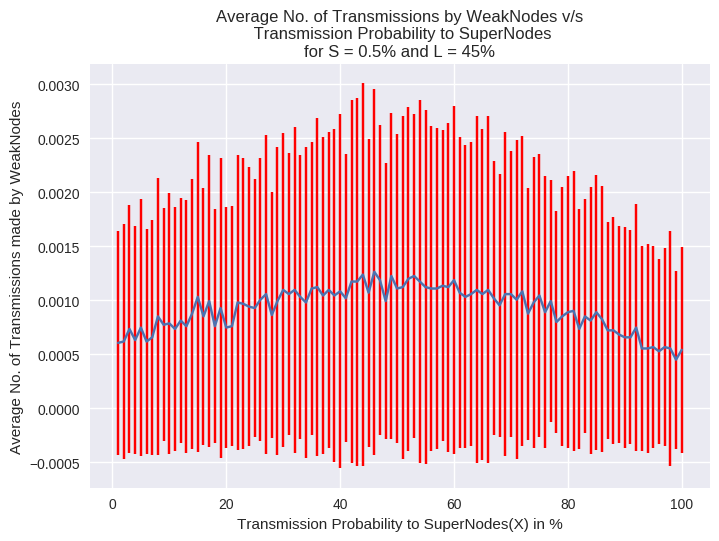 Average No. of Transmissions by WeakNodes v/s
Transmission Probability to SuperNodes
for S = 0.5% and L = 45%
Average No. of Transmissions made by WeakNodes
0.0030
0.0025
0.0020
0.0015
0.0010
0.0005
0.0000
−0.0005
0 20 40 60 80 100
Transmission Probability to SuperNodes(X) in %